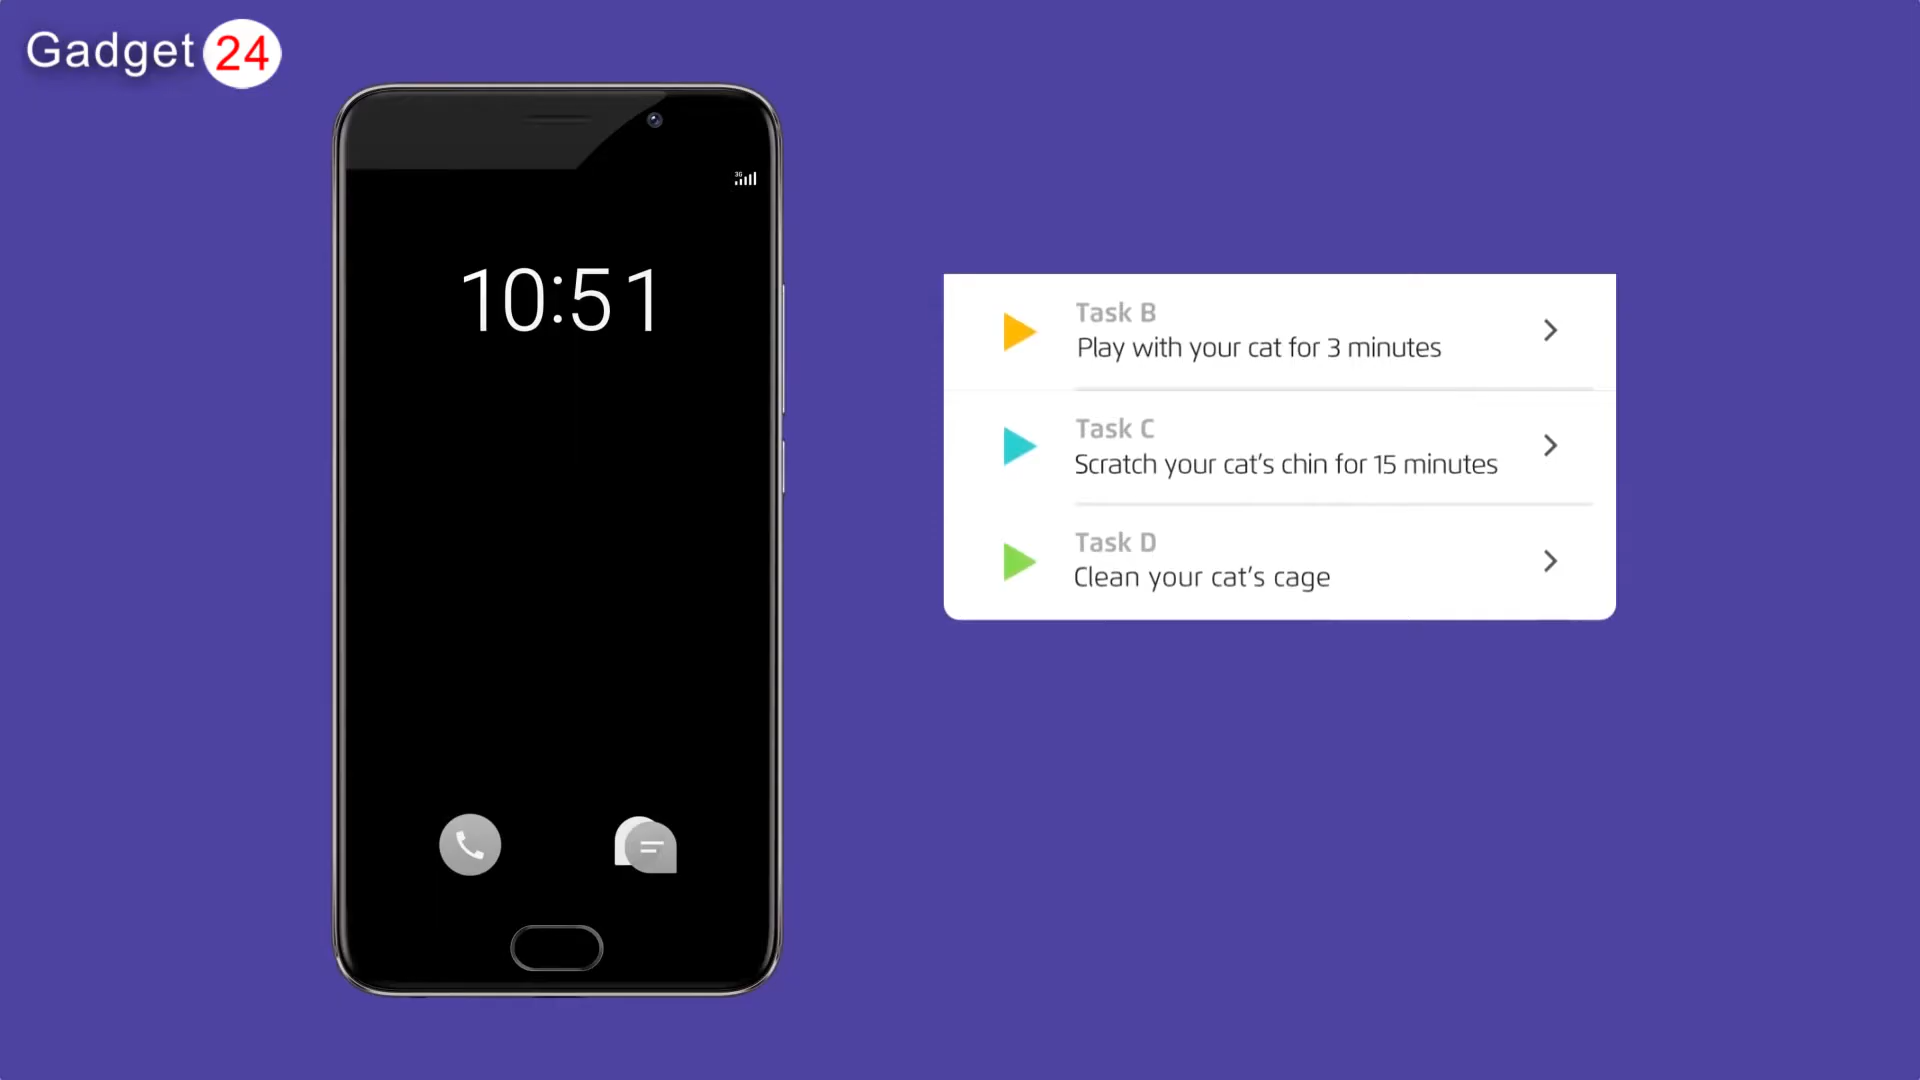 Gadget 24
3G
10:51
Task B
Play with your cat for 3 minutes
Task C
Scratch your cat's chin for 15 minutes
Task D
Clean your cat's cage